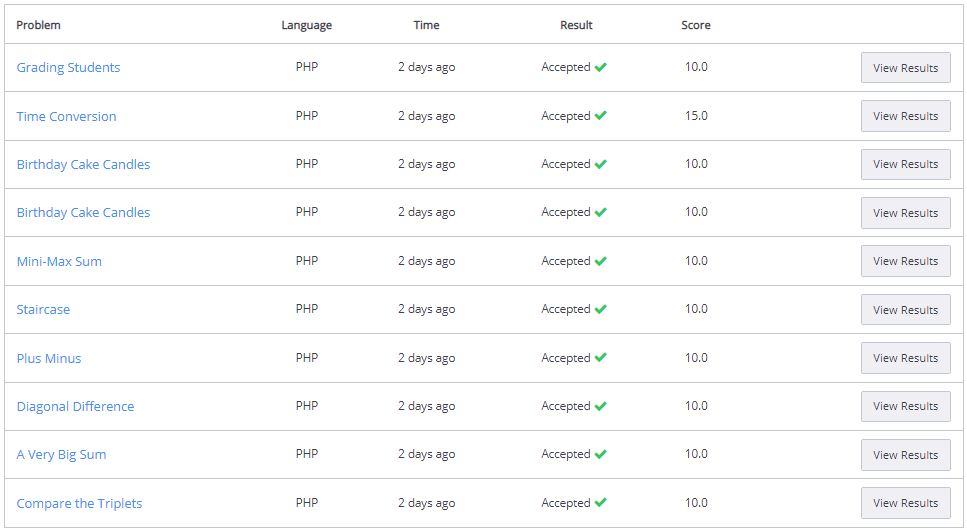 Problem Language Time Result Score
Grading Students PHP 2 days ago Accepted 10.0 View Results
Time Conversion PHP 2 days ago Accepted 15.0 View Results
Birthday Cake Candles PHP 2 days ago Accepted 10.0 View Results
Birthday Cake Candles PHP 2 days ago Accepted 10.0 View Results
Mini-Max Sum PHP 2 days ago Accepted 10.0 View Results
Staircase PHP 2 days ago Accepted 10.0 View Results
Plus Minus PHP 2 days ago Accepted 10.0 View Results
Diagonal Difference PHP 2 days ago Accepted 10.0 View Results
A Very Big Sum PHP 2 days ago Accepted 10.0 View Results
Compare the Triplets PHP 2 days ago Accepted 10.0 View Results